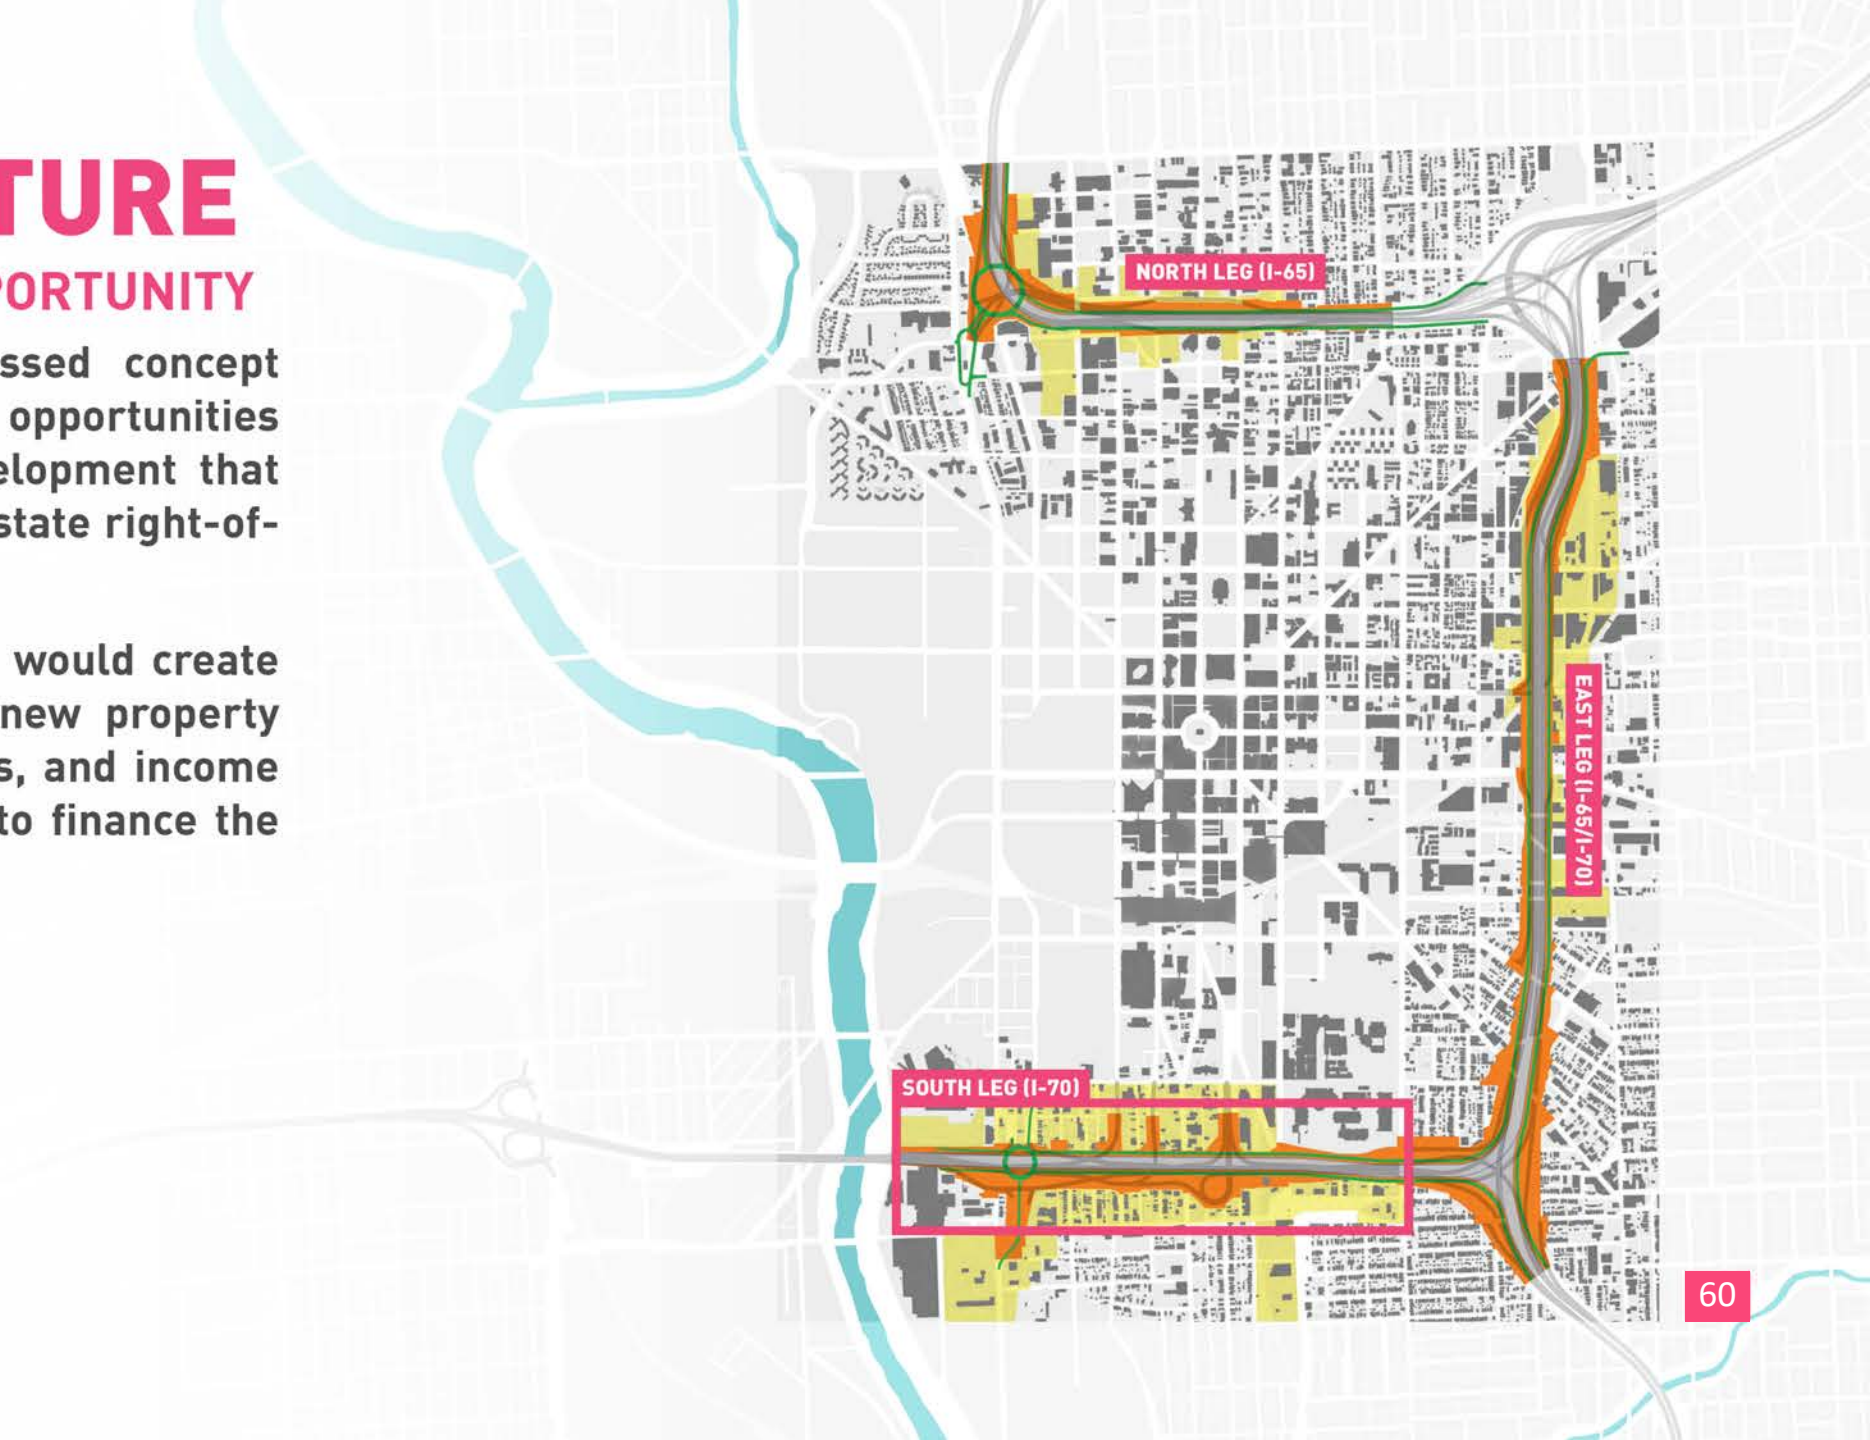 TURE
PORTUNITY
ssed concept
opportunities
elopment that
state right-of-
would create
new property
s, and income
to finance the
NORTH LEG (I-65)
EAST LEG (I-65/I-70)
SOUTH LEG (I-70)
60